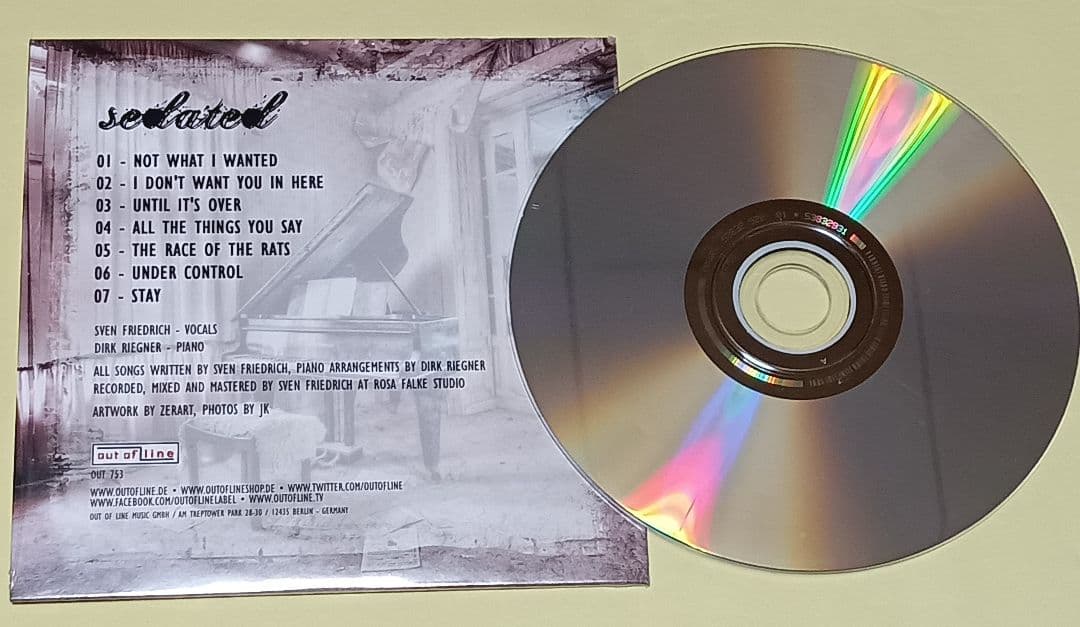 sedated
01 - NOT WHAT I WANTED
02 - I DON'T WANT YOU IN HERE
03 - UNTIL IT'S OVER
04 - ALL THE THINGS YOU SAY
05 - THE RACE OF THE RATS
06 - UNDER CONTROL
07 - STAY
SVEN FRIEDRICH - VOCALS
DIRK RIEGNER - PIANO
ALL SONGS WRITTEN BY SVEN FRIEDRICH, PIANO ARRANGEMENTS BY DIRK RIEGNER
RECORDED, MIXED AND MASTERED BY SVEN FRIEDRICH AT ROSA FALKE STUDIO
ARTWORK BY ZERART, PHOTOS BY JK
out of line
OUT 753
WWW.OUTOFLINE.DE • WWW.OUTOFLINESHOP.DE • WWW.TWITTER.COM/OUTOFLINE
WWW.FACEBOOK.COM/OUTOFLINELABEL • WWW.OUTOFLINE.TV
OUT OF LINE MUSIC GMBH / AM TREPTOWER PARK 28-30 / 12435 BERLIN - GERMANY
53832931
A